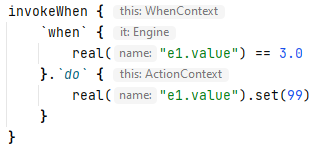 invokeWhen { this: WhenContext
`when` { it: Engine
real( name: "e1.value") == 3.0
}.`do` { this: ActionContext
real( name: "e1.value").set(99)
}
}